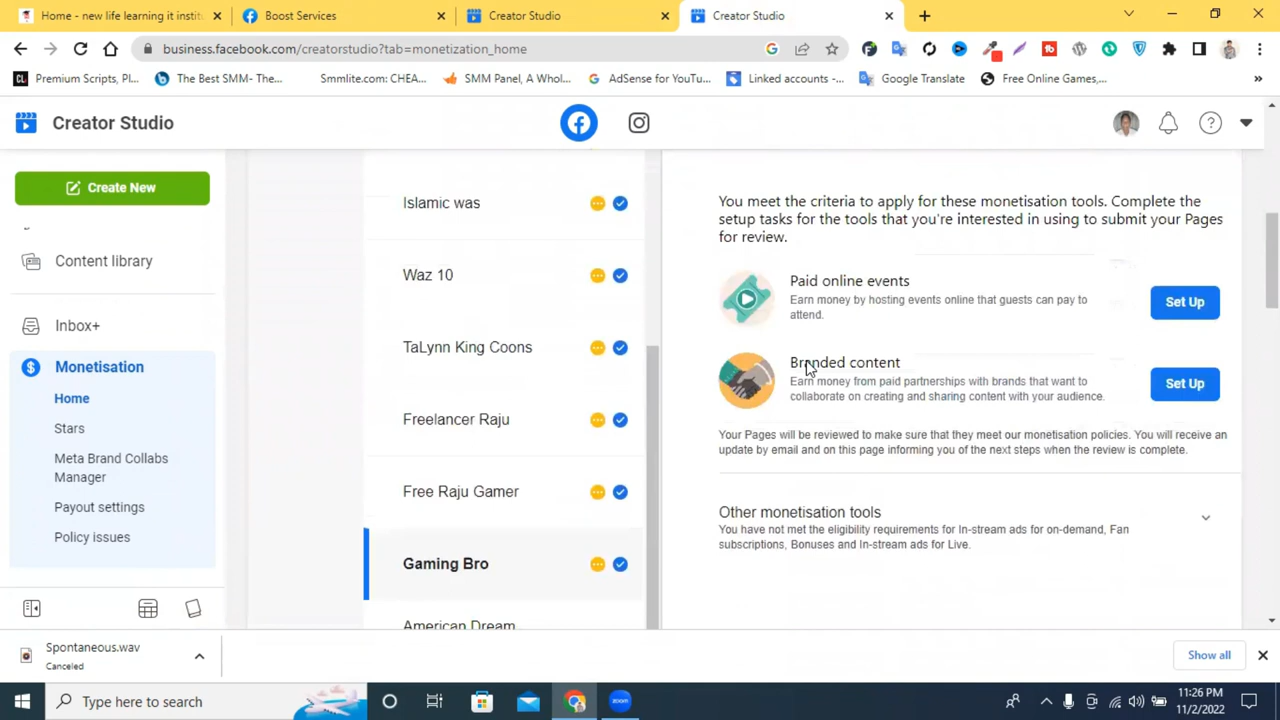 Home - new life learning it insti
Boost Services
Creator Studio
Creator Studio
business.facebook.com/creatorstudio?tab=monetization_home
Premium Scripts, Pl...
The Best SMM- The...
Smmlite.com: CHEA...
SMM Panel, A Whol...
AdSense for YouTu...
Linked accounts -...
Google Translate
Free Online Games,...
Creator Studio
Create New
Content library
Inbox+
Monetisation
Home
Stars
Meta Brand Collabs
Manager
Payout settings
Policy issues
Islamic was
Waz 10
TaLynn King Coons
Freelancer Raju
Free Raju Gamer
Gaming Bro
American Dream
You meet the criteria to apply for these monetisation tools. Complete the
setup tasks for the tools that you're interested in using to submit your Pages
for review.
Paid online events
Earn money by hosting events online that guests can pay to
attend.
Set Up
Branded content
Earn money from paid partnerships with brands that want to
collaborate on creating and sharing content with your audience.
Set Up
Your Pages will be reviewed to make sure that they meet our monetisation policies. You will receive an
update by email and on this page informing you of the next steps when the review is complete.
Other monetisation tools
You have not met the eligibility requirements for In-stream ads for on-demand, Fan
subscriptions, Bonuses and In-stream ads for Live.
Spontaneous.wav
Canceled
Show all
Type here to search
zoom
11:26 PM
11/2/2022